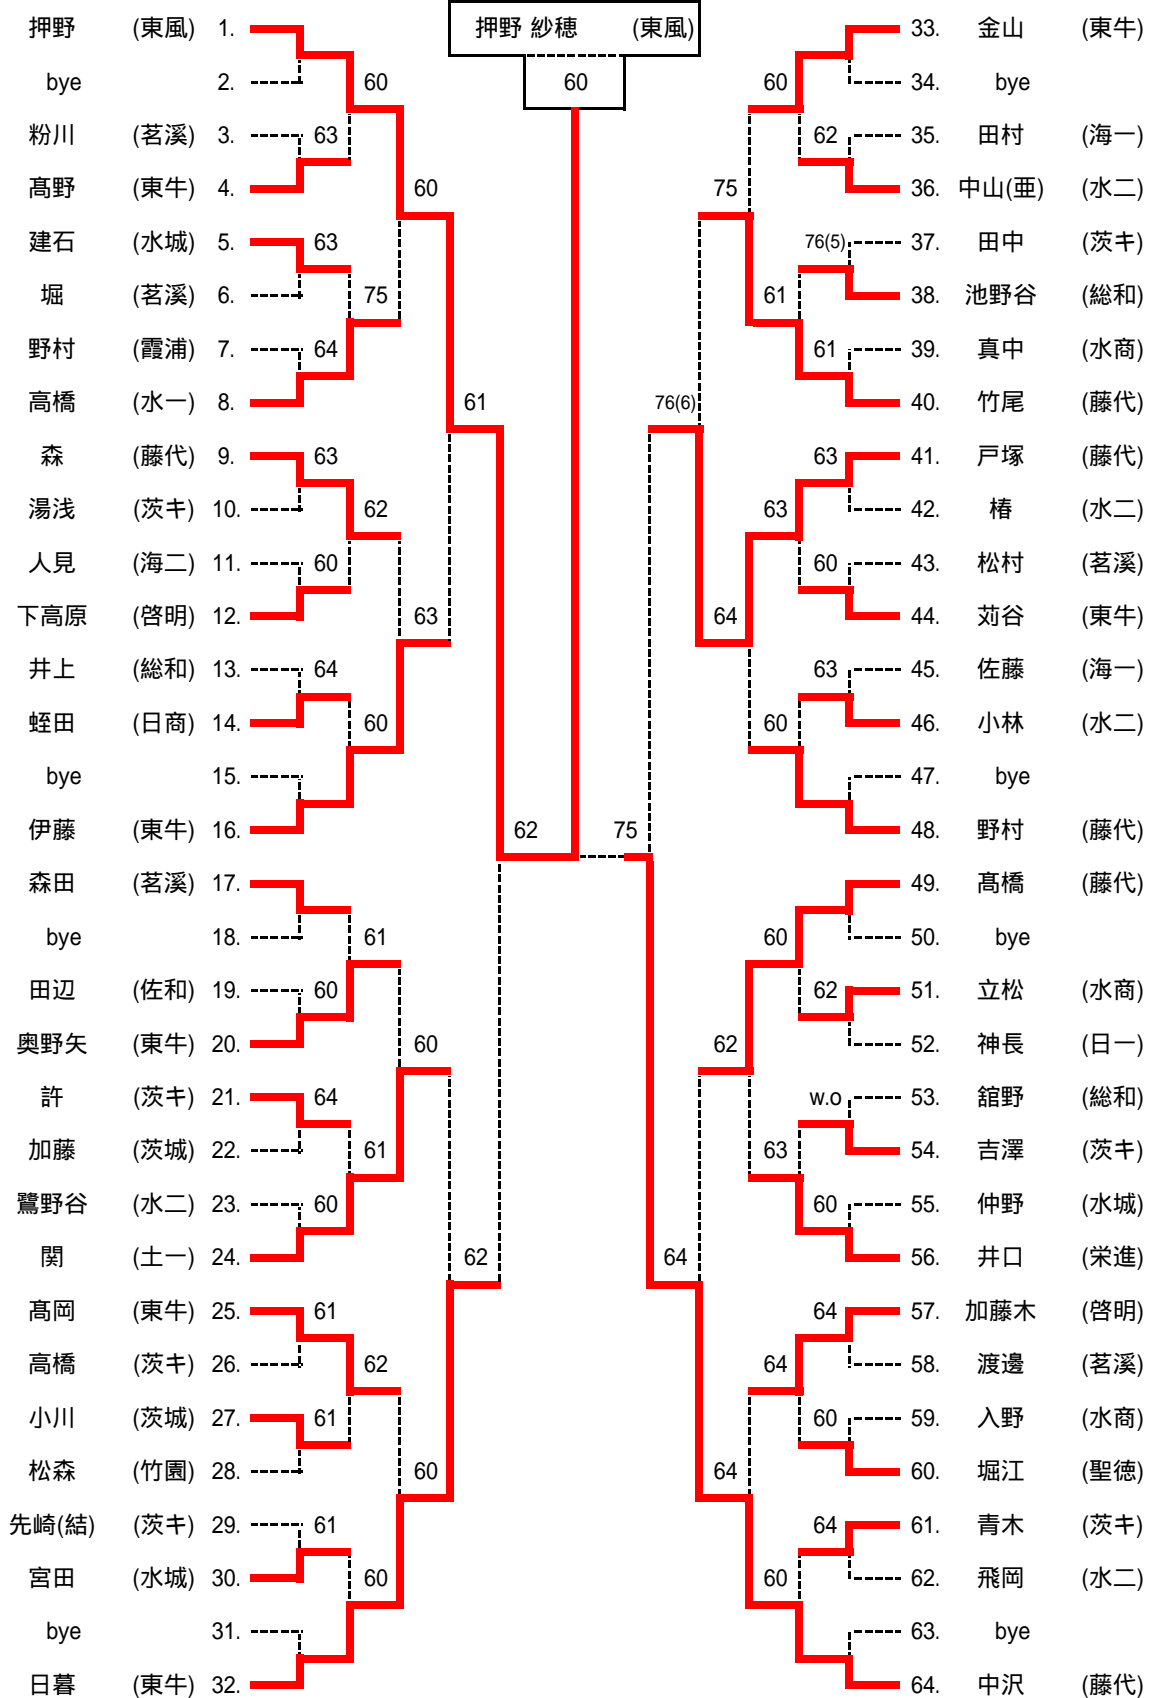 押野 紗穂 (東風)
60
押野 (東風) 1.
bye 2.
60
粉川 (茗溪) 3.
63
髙野 (東牛) 4.
60
建石 (水城) 5.
63
堀 (茗溪) 6.
75
野村 (霞浦) 7.
64
高橋 (水一) 8.
61
森 (藤代) 9.
63
湯浅 (茨キ) 10.
62
人見 (海二) 11.
60
下高原 (啓明) 12.
63
井上 (総和) 13.
64
蛭田 (日商) 14.
60
bye 15.
伊藤 (東牛) 16.
62
森田 (茗溪) 17.
bye 18.
61
田辺 (佐和) 19.
60
奥野矢 (東牛) 20.
60
許 (茨キ) 21.
64
加藤 (茨城) 22.
61
鷺野谷 (水二) 23.
60
関 (土一) 24.
62
髙岡 (東牛) 25.
61
高橋 (茨キ) 26.
62
小川 (茨城) 27.
61
松森 (竹園) 28.
60
先崎(結) (茨キ) 29.
61
宮田 (水城) 30.
60
bye 31.
日暮 (東牛) 32.
33. 金山 (東牛)
60
34. bye
62
35. 田村 (海一)
75
36. 中山(亜) (水二)
76(5)
37. 田中 (茨キ)
61
38. 池野谷 (総和)
61
39. 真中 (水商)
76(6)
40. 竹尾 (藤代)
63
41. 戸塚 (藤代)
63
42. 椿 (水二)
60
43. 松村 (茗溪)
64
44. 苅谷 (東牛)
63
45. 佐藤 (海一)
60
46. 小林 (水二)
47. bye
75
48. 野村 (藤代)
49. 髙橋 (藤代)
60
50. bye
62
51. 立松 (水商)
62
52. 神長 (日一)
w.o
53. 舘野 (総和)
63
54. 吉澤 (茨キ)
60
55. 仲野 (水城)
64
56. 井口 (栄進)
64
57. 加藤木 (啓明)
64
58. 渡邊 (茗溪)
60
59. 入野 (水商)
64
60. 堀江 (聖徳)
64
61. 青木 (茨キ)
60
62. 飛岡 (水二)
63. bye
64. 中沢 (藤代)